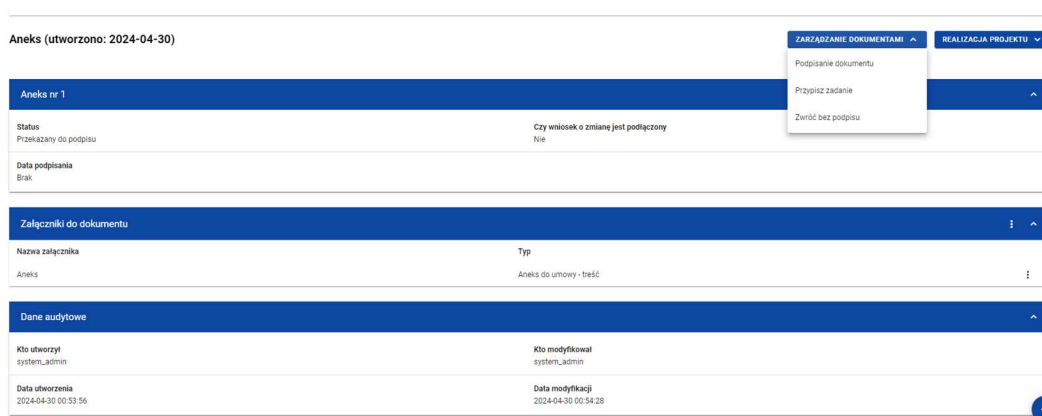 Aneks (utworzono: 2024-04-30)
ZARZĄDZANIE DOKUMENTAMI
REALIZACJA PROJEKTU
Podpisanie dokumentu
Przypisz zadanie
Zwróć bez podpisu
Aneks nr 1
Status
Czy wniosek o zmianę jest podłączony
Przekazany do podpisu
Nie
Data podpisania
Brak
Załączniki do dokumentu
Nazwa załącznika
Typ
Aneks
Aneks do umowy - treść
Dane audytowe
Kto utworzył
Kto modyfikował
system_admin
system_admin
Data utworzenia
Data modyfikacji
2024-04-30 00:53:56
2024-04-30 00:54:28